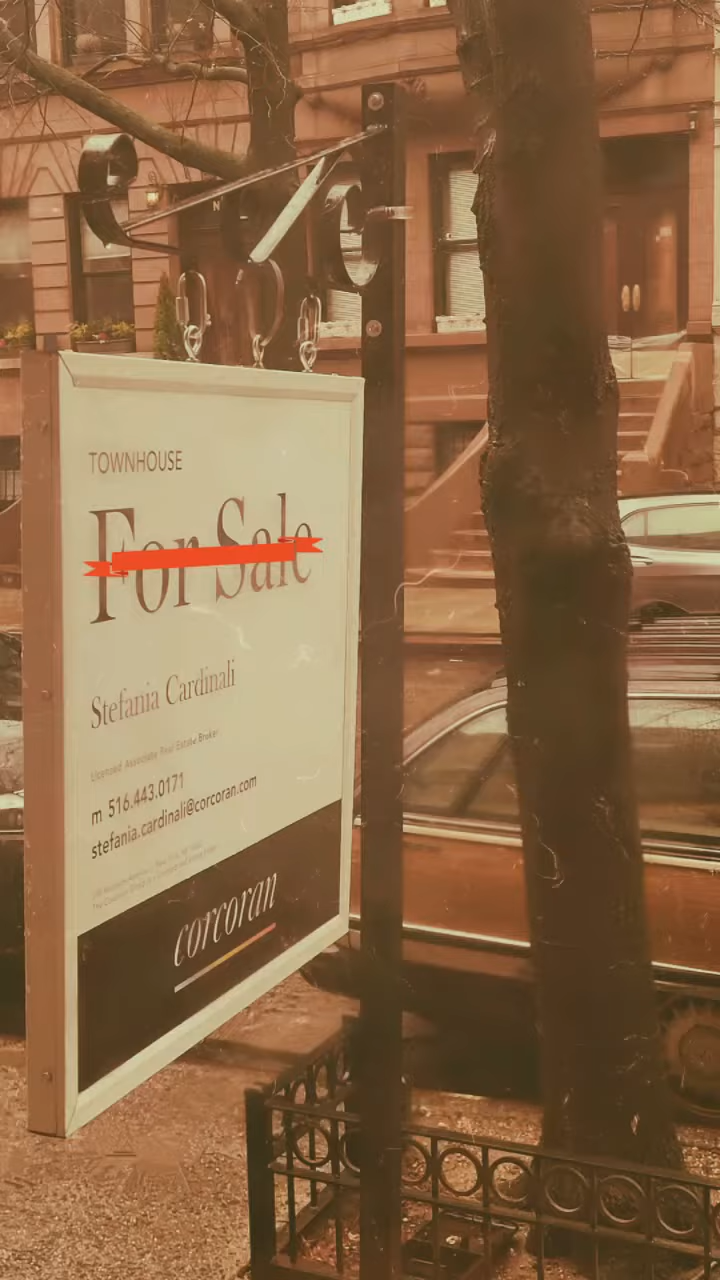 TOWNHOUSE
For Sale
Stefania Cardinali
Licensed Associate Real Estate Broker
m 516.443.0171
stefania.cardinali@corcoran.com
corcoran